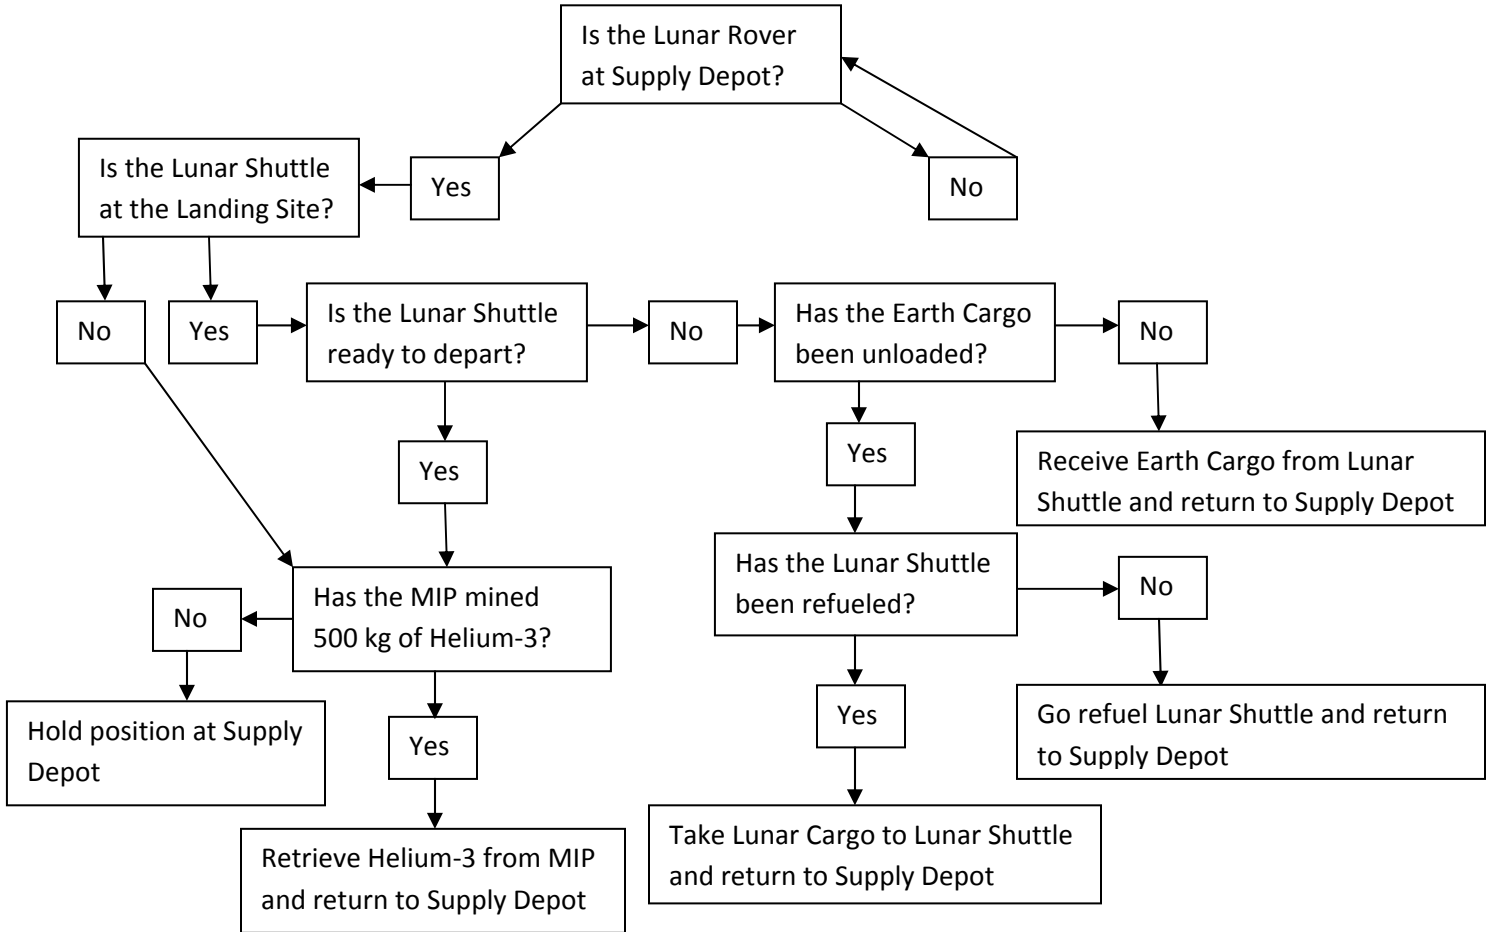 Is the Lunar Rover
at Supply Depot?
Is the Lunar Shuttle
at the Landing Site?
Yes
No
No
Yes
Is the Lunar Shuttle
ready to depart?
No
Has the Earth Cargo
been unloaded?
No
Yes
Yes
Receive Earth Cargo from Lunar
Shuttle and return to Supply Depot
No
Has the MIP mined
500 kg of Helium-3?
Has the Lunar Shuttle
been refueled?
No
Hold position at Supply
Depot
Yes
Yes
Go refuel Lunar Shuttle and return
to Supply Depot
Retrieve Helium-3 from MIP
and return to Supply Depot
Take Lunar Cargo to Lunar Shuttle
and return to Supply Depot